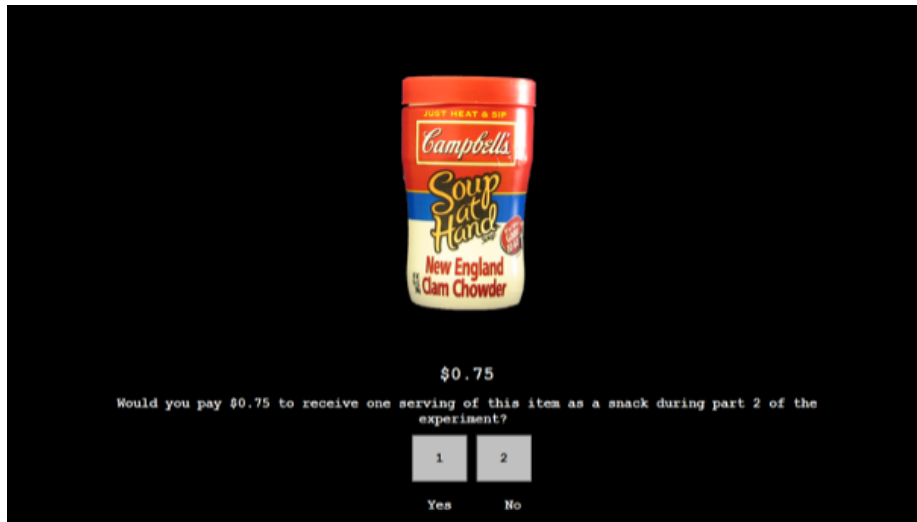 JUST HEAT & SIP
Campbell's
Soup
at
Hand
New England
Clam Chowder
$0.75
Would you pay $0.75 to receive one serving of this item as a snack during part 2 of the
experiment?
1 2
Yes No